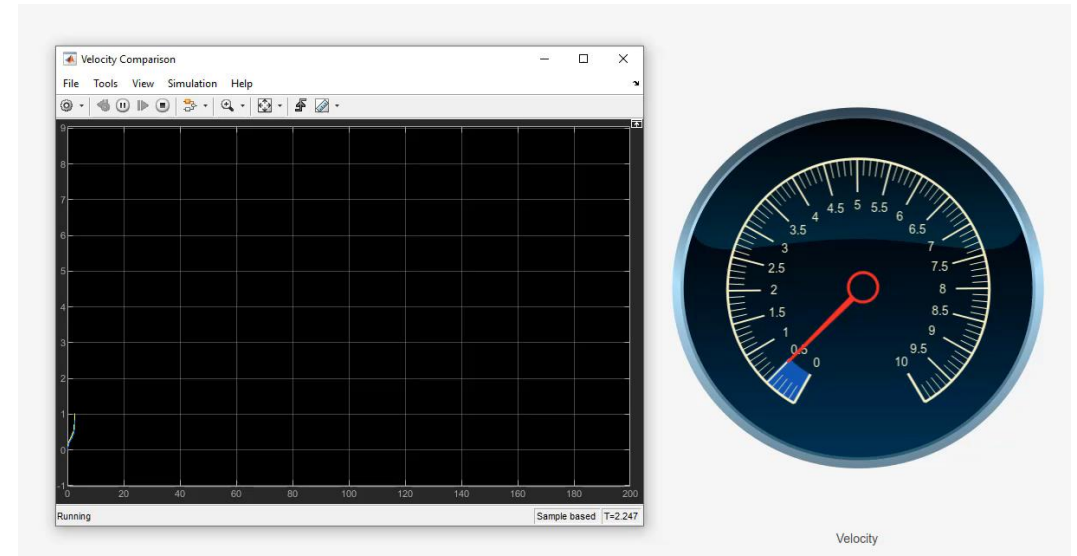 Velocity Comparison
File Tools View Simulation Help
9
8
7
6
5
4
3
2
1
0
-1
0 20 40 60 80 100 120 140 160 180 200
Running Sample based T=2.247
0 0.5 1 1.5 2 2.5 3 3.5 4 4.5 5 5.5 6 6.5 7 7.5 8 8.5 9 9.5 10
Velocity